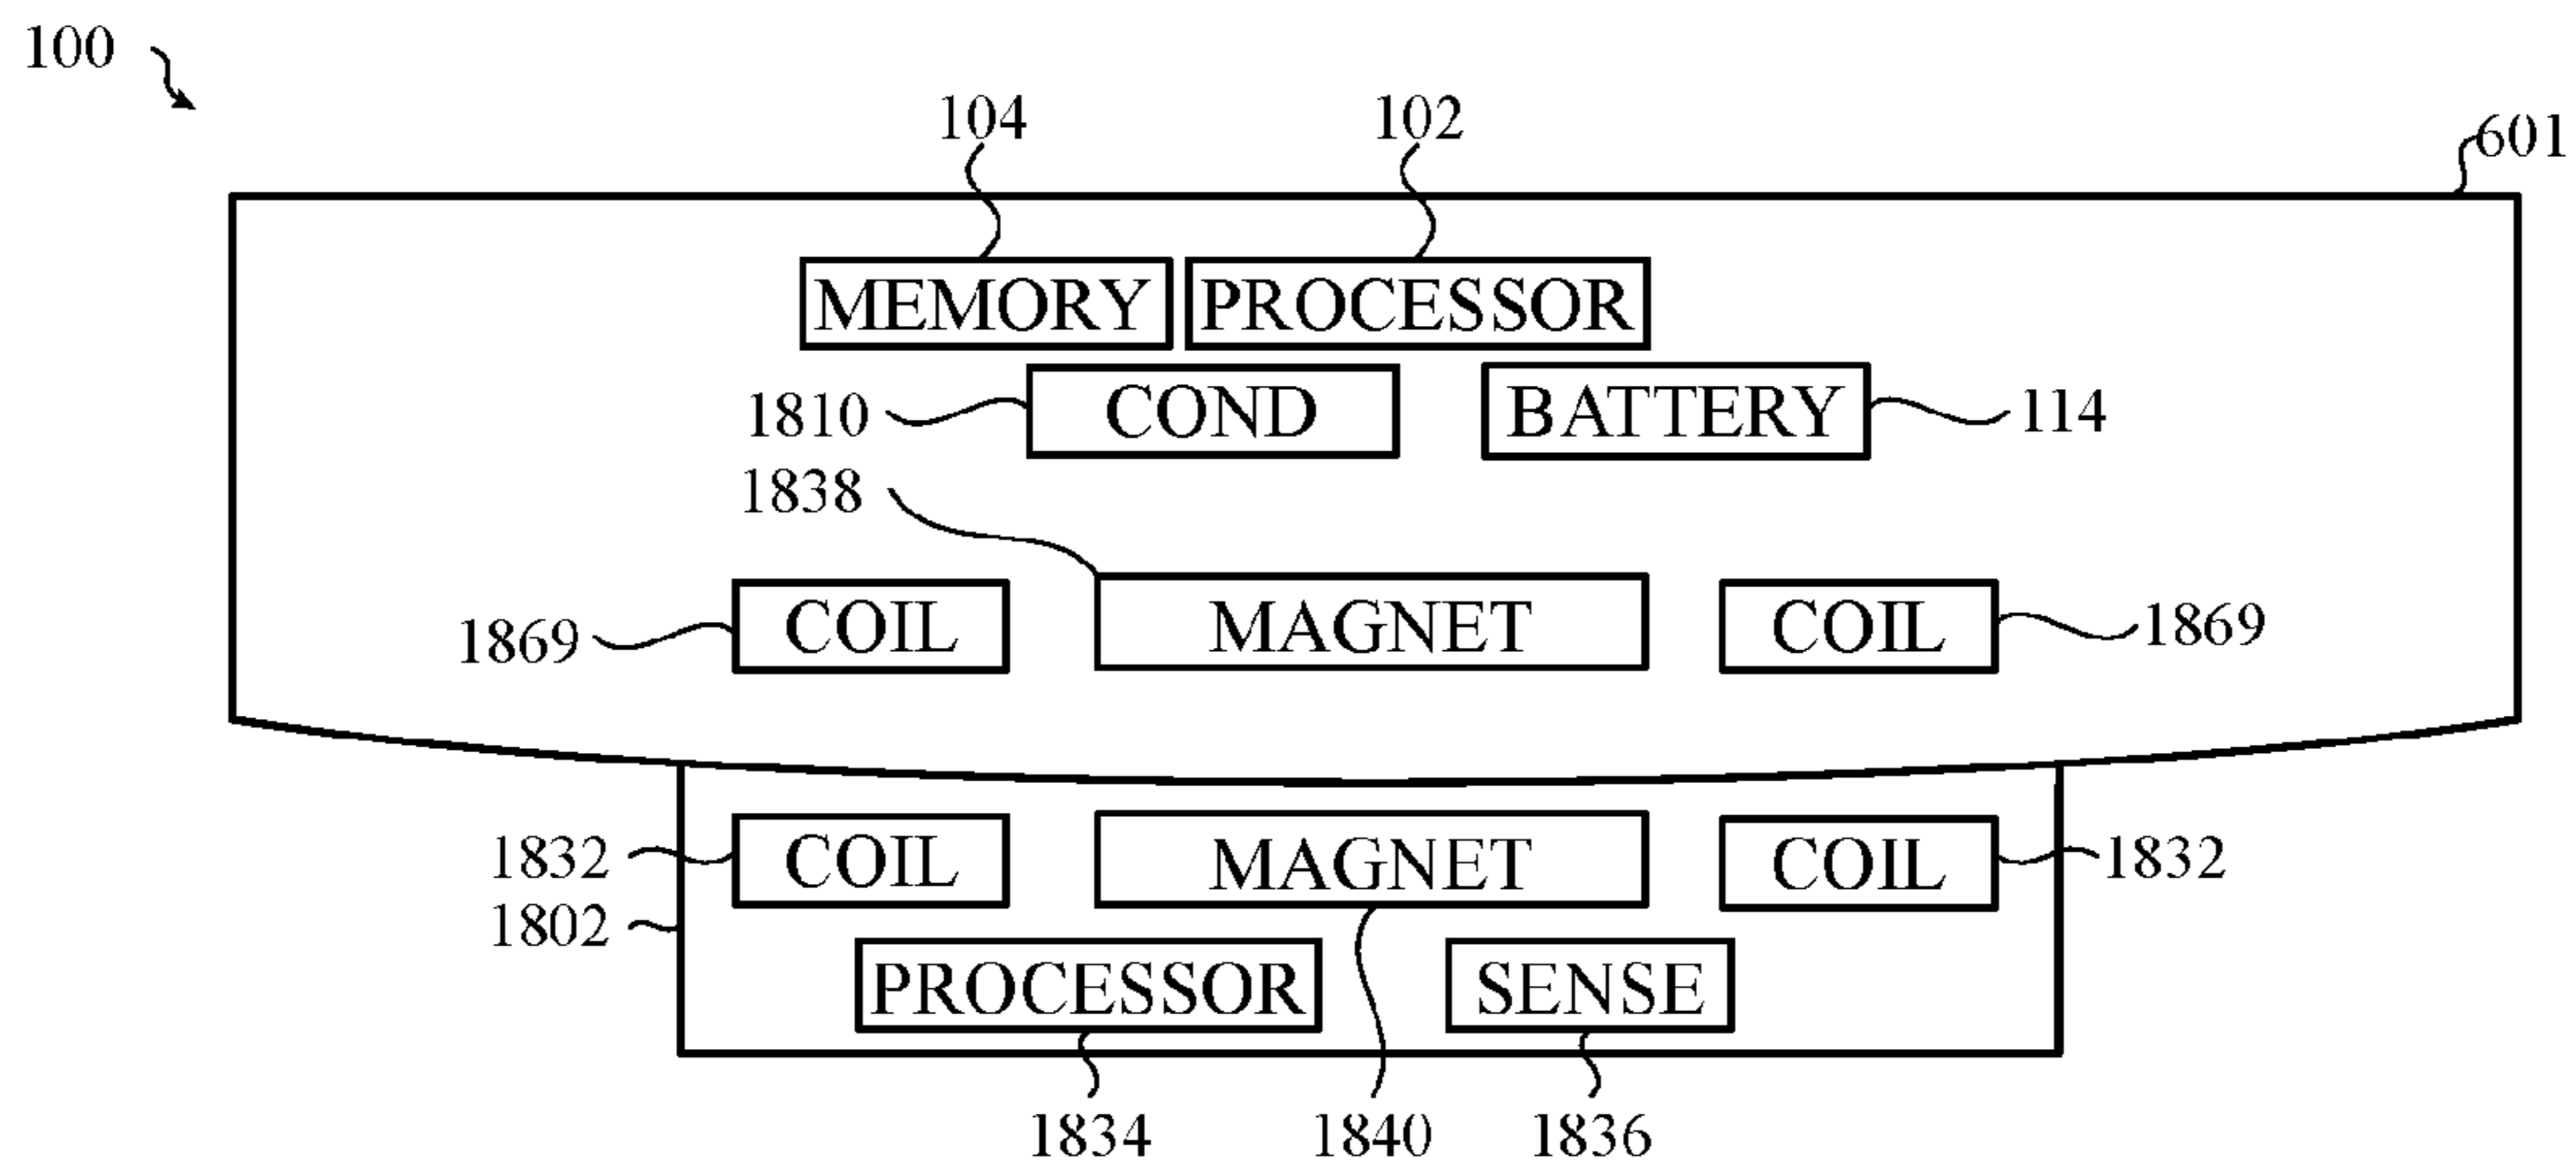 100
104 102 601
MEMORY PROCESSOR
1810 COND BATTERY 114
1838
1869 COIL MAGNET COIL 1869
1832 COIL MAGNET COIL 1832
1802
PROCESSOR SENSE
1834 1840 1836